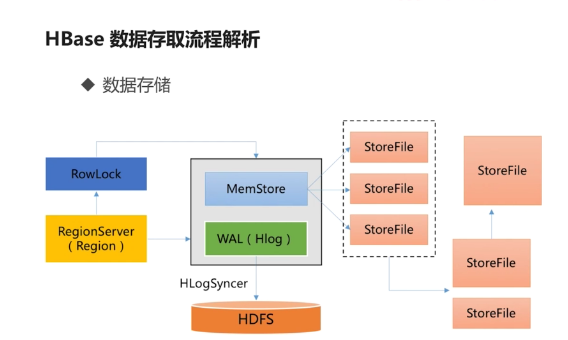 HBase 数据存取流程解析
◆ 数据存储
RowLock
RegionServer
（Region）
MemStore
WAL（Hlog）
HLogSyncer
HDFS
StoreFile
StoreFile
StoreFile
StoreFile
StoreFile
StoreFile